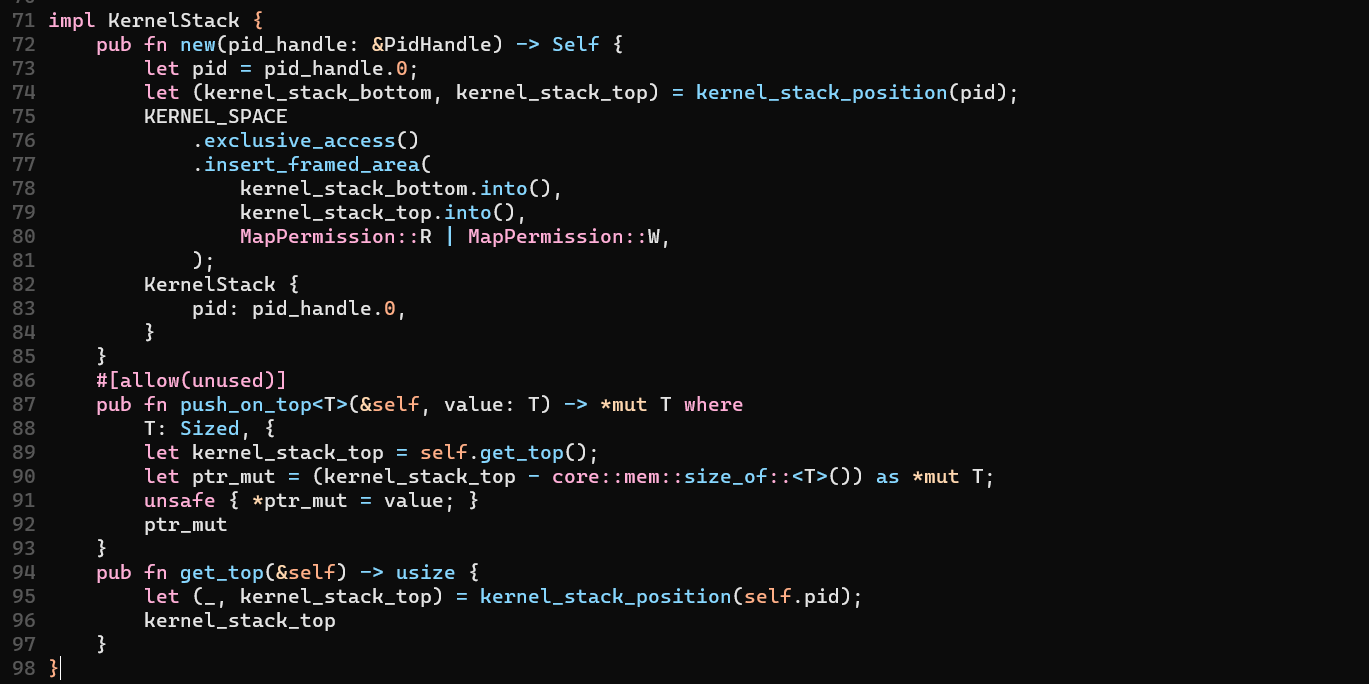 71 impl KernelStack {
72     pub fn new(pid_handle: &PidHandle) -> Self {
73         let pid = pid_handle.0;
74         let (kernel_stack_bottom, kernel_stack_top) = kernel_stack_position(pid);
75         KERNEL_SPACE
76             .exclusive_access()
77             .insert_framed_area(
78                 kernel_stack_bottom.into(),
79                 kernel_stack_top.into(),
80                 MapPermission::R | MapPermission::W,
81             );
82         KernelStack {
83             pid: pid_handle.0,
84         }
85     }
86     #[allow(unused)]
87     pub fn push_on_top<T>(&self, value: T) -> *mut T where
88         T: Sized, {
89         let kernel_stack_top = self.get_top();
90         let ptr_mut = (kernel_stack_top - core::mem::size_of::<T>()) as *mut T;
91         unsafe { *ptr_mut = value; }
92         ptr_mut
93     }
94     pub fn get_top(&self) -> usize {
95         let (_, kernel_stack_top) = kernel_stack_position(self.pid);
96         kernel_stack_top
97     }
98 }